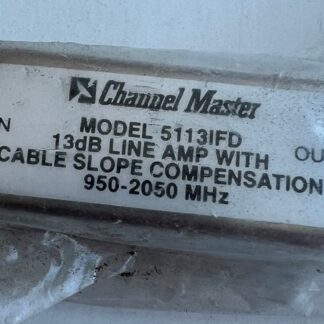 Channel Master
MODEL 5113IFD
13dB LINE AMP WITH
CABLE SLOPE COMPENSATION
950-2050 MHz